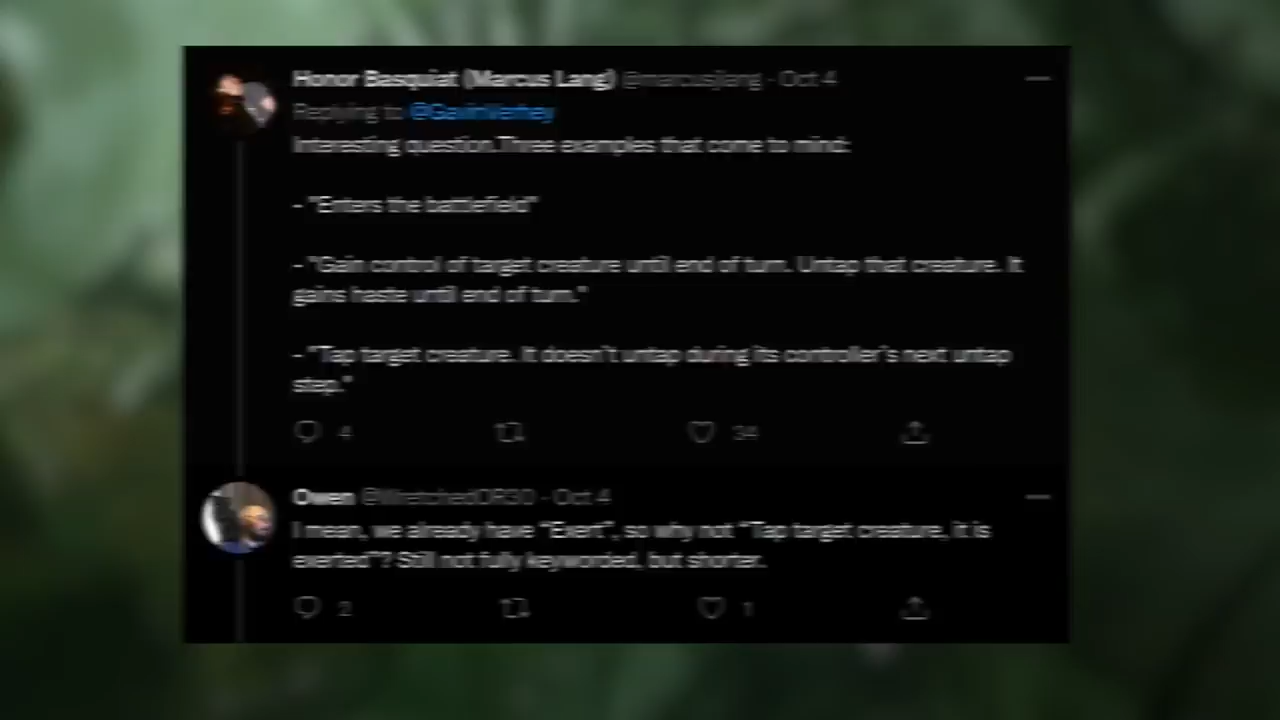 Honor Basquiat (Marcus Lang) @marcusjlang · Oct 4
Replying to @GavinVerhey
Interesting question.Three examples that come to mind:
- "Enters the battlefield"
- "Gain control of target creature until end of turn. Untap that creature. It
gains haste until end of turn."
- "Tap target creature. It doesn't untap during its controller's next untap
step."
4 34
Owen @WretchedOR30 · Oct 4
I mean, we already have "Exert", so why not "Tap target creature, it is
exerted"? Still not fully keyworded, but shorter.
2 1